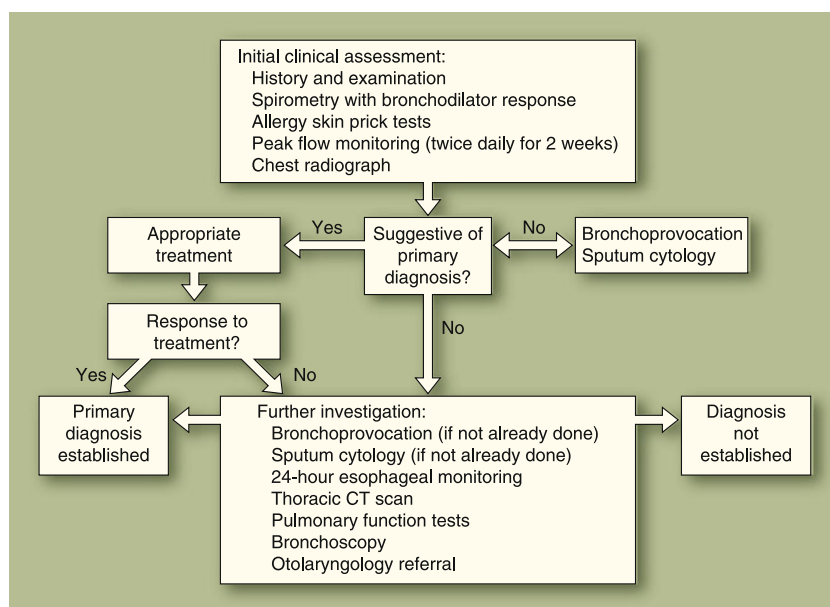 Initial clinical assessment:
History and examination
Spirometry with bronchodilator response
Allergy skin prick tests
Peak flow monitoring (twice daily for 2 weeks)
Chest radiograph
Yes
No
Appropriate
treatment
Suggestive of
primary
diagnosis?
Bronchoprovocation
Sputum cytology
Response to
treatment?
No
Yes
No
Primary
diagnosis
established
Further investigation:
Bronchoprovocation (if not already done)
Sputum cytology (if not already done)
24-hour esophageal monitoring
Thoracic CT scan
Pulmonary function tests
Bronchoscopy
Otolaryngology referral
Diagnosis
not
established